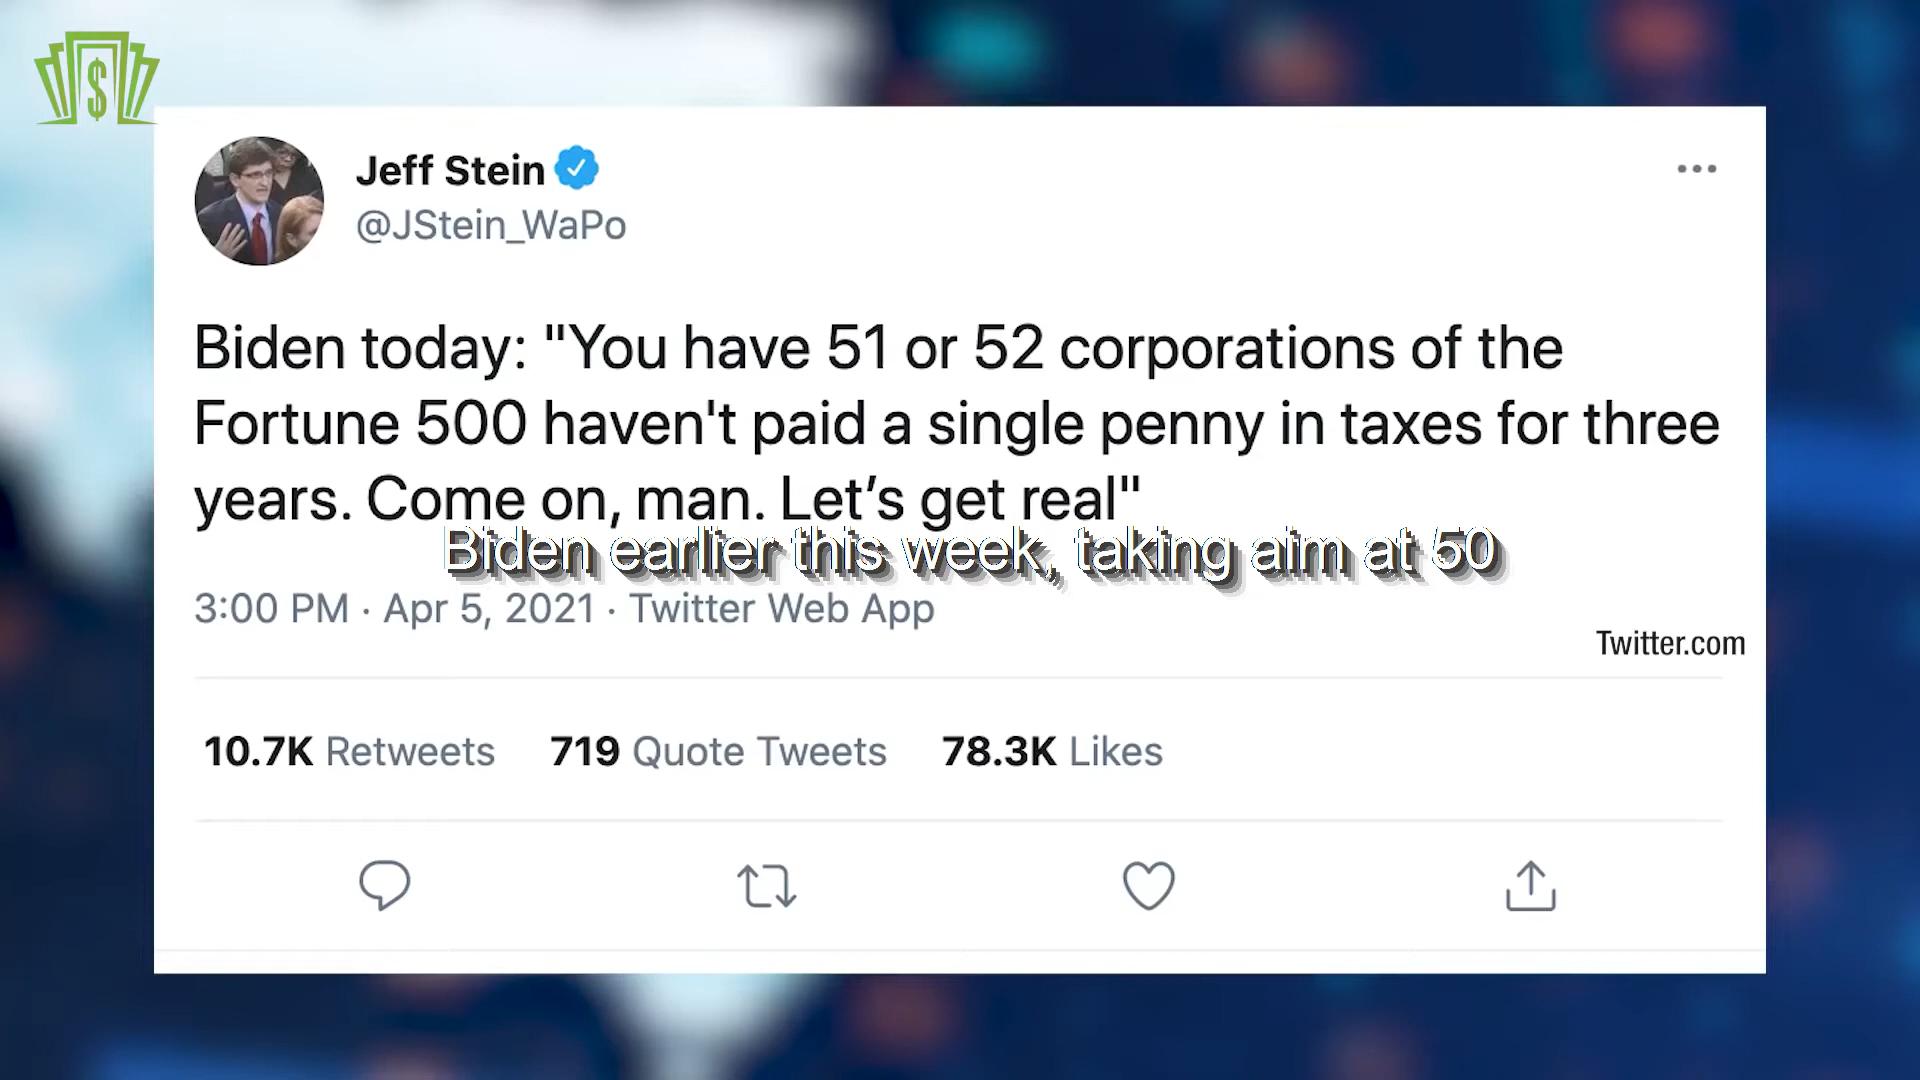 $
Jeff Stein
@JStein_WaPo
Biden today: "You have 51 or 52 corporations of the
Fortune 500 haven't paid a single penny in taxes for three
years. Come on, man. Let’s get real"
Biden earlier this week, taking aim at 50
3:00 PM · Apr 5, 2021 · Twitter Web App
Twitter.com
10.7K Retweets 719 Quote Tweets 78.3K Likes